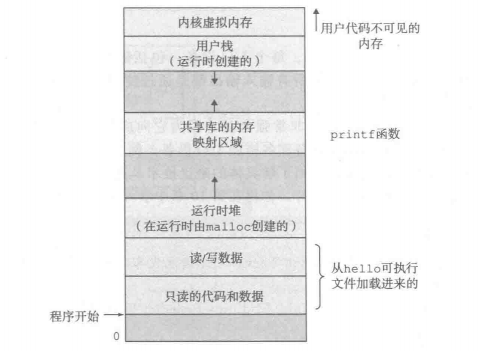 内核虚拟内存
用户代码不可见的
内存
用户栈
（运行时创建的）
共享库的内存
映射区域
printf函数
运行时堆
（在运行时由malloc创建的）
读/写数据
从hello可执行
文件加载进来的
只读的代码和数据
程序开始
0